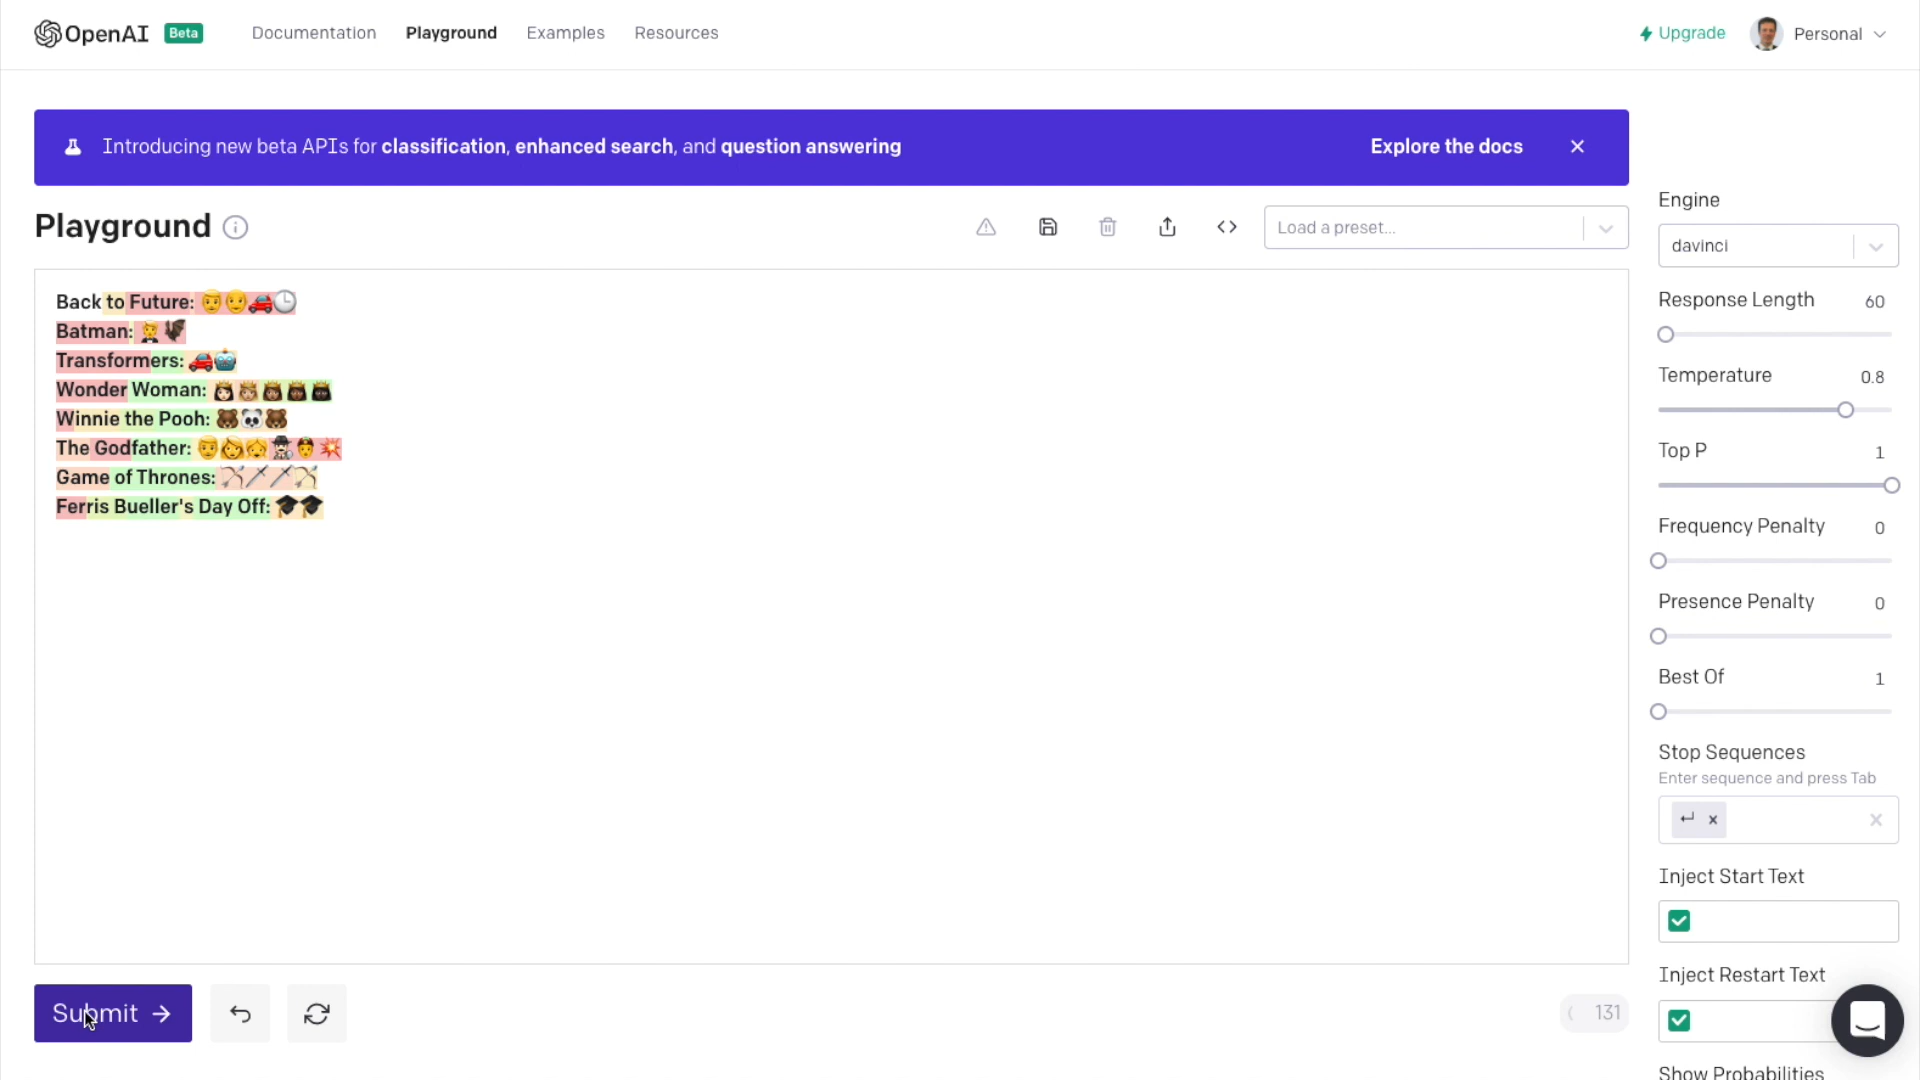 OpenAI Beta Documentation Playground Examples Resources Upgrade Personal
Introducing new beta APIs for classification, enhanced search, and question answering Explore the docs
Playground
Load a preset...
Back to Future: 👨👴🚗🕒
Batman: 🤵🦇
Transformers: 🚗🤖
Wonder Woman: 👸🏻👸🏼👸🏽👸🏾👸🏿
Winnie the Pooh: 🐻🐼🐻
The Godfather: 👨👩👧🕵🏻👲💥
Game of Thrones: 🏹🗡🗡🏹
Ferris Bueller's Day Off: 🎓🎓
Submit
131
Engine
davinci
Response Length 60
Temperature 0.8
Top P 1
Frequency Penalty 0
Presence Penalty 0
Best Of 1
Stop Sequences
Enter sequence and press Tab
↵ ×
Inject Start Text
Inject Restart Text
Show Probabilities